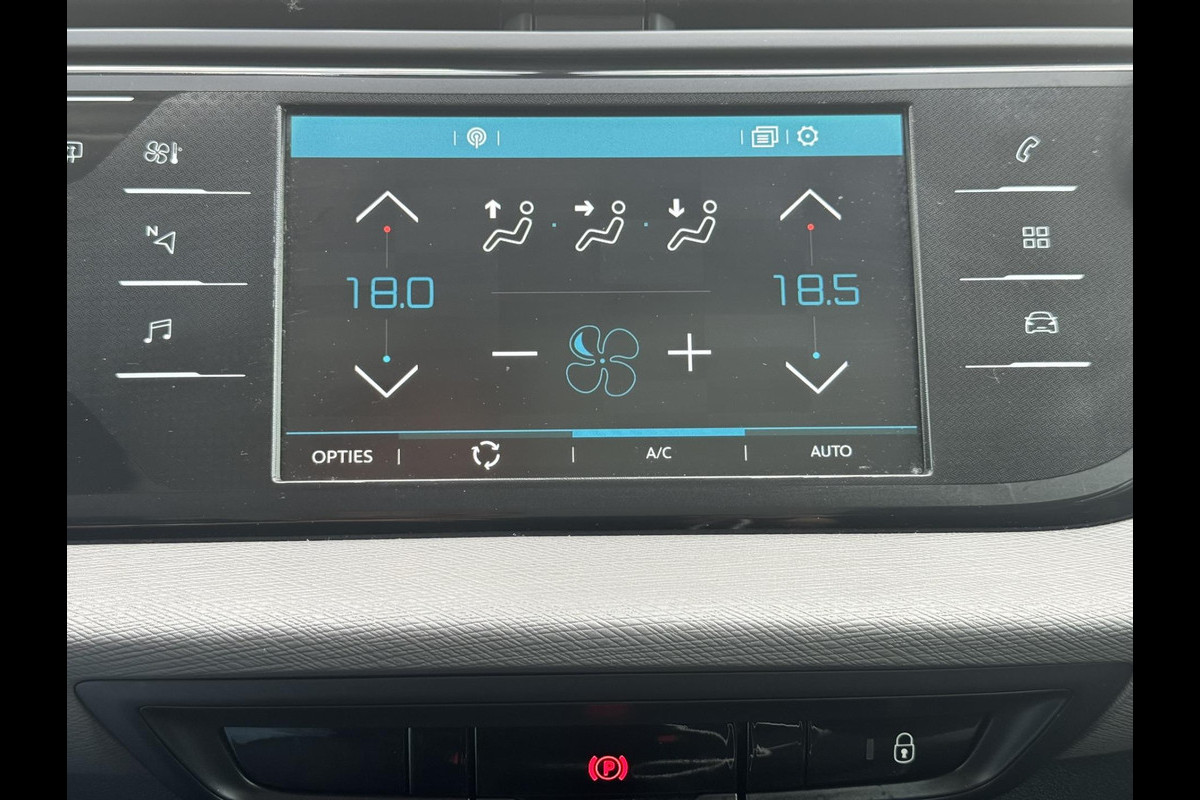 N
18.0
18.5
OPTIES | | A/C | AUTO
P